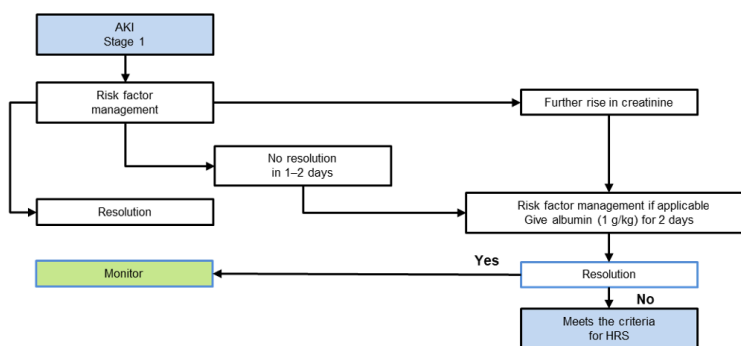 AKI
Stage 1
Risk factor
management
Further rise in creatinine
No resolution
in 1–2 days
Resolution
Risk factor management if applicable
Give albumin (1 g/kg) for 2 days
Yes
Monitor
Resolution
No
Meets the criteria
for HRS